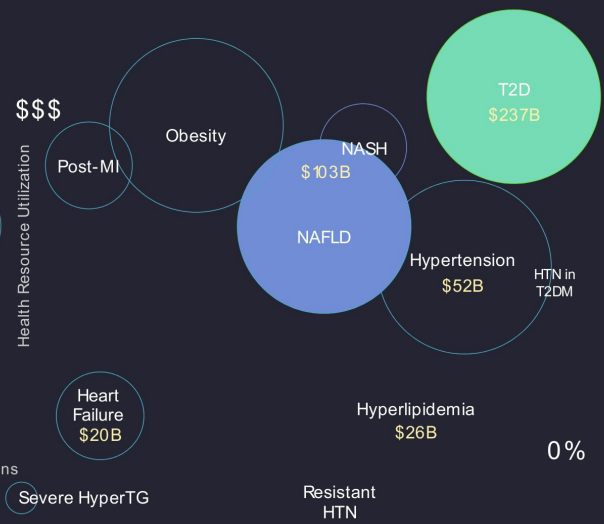 T2D
$237B
$$$
Obesity
NASH
Post-MI
$103B
Health Resource Utilization
NAFLD
Hypertension
$52B
HTN in
T2DM
Heart
Failure
$20B
Hyperlipidemia
$26B
0%
ns
Severe HyperTG
Resistant
HTN